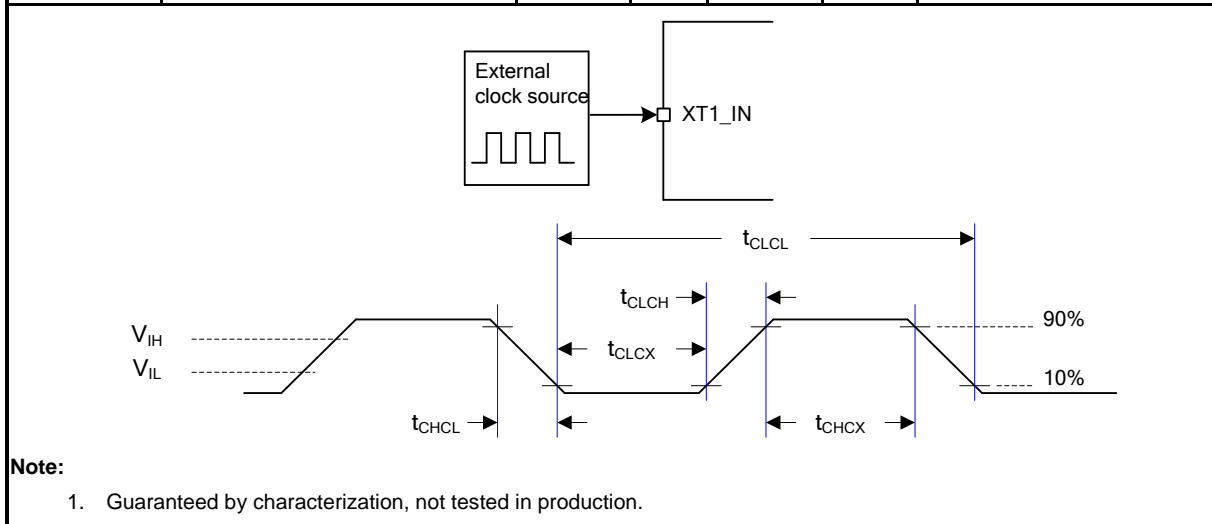 External
clock source
XT1_IN
tCLCL
tCLCH
90%
VIH
tCLCX
VIL
10%
tCHCL
tCHCX
Note:
1. Guaranteed by characterization, not tested in production.